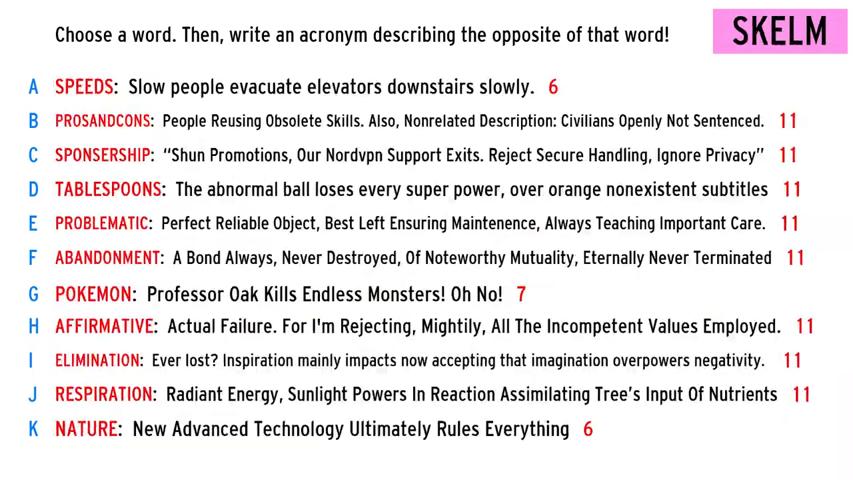 Choose a word. Then, write an acronym describing the opposite of that word!
SKELM
A SPEEDS: Slow people evacuate elevators downstairs slowly. 6
B PROSANDCONS: People Reusing Obsolete Skills. Also, Nonrelated Description: Civilians Openly Not Sentenced. 11
C SPONSERSHIP: “Shun Promotions, Our Nordvpn Support Exits. Reject Secure Handling, Ignore Privacy” 11
D TABLESPOONS: The abnormal ball loses every super power, over orange nonexistent subtitles 11
E PROBLEMATIC: Perfect Reliable Object, Best Left Ensuring Maintenence, Always Teaching Important Care. 11
F ABANDONMENT: A Bond Always, Never Destroyed, Of Noteworthy Mutuality, Eternally Never Terminated 11
G POKEMON: Professor Oak Kills Endless Monsters! Oh No! 7
H AFFIRMATIVE: Actual Failure. For I'm Rejecting, Mightily, All The Incompetent Values Employed. 11
I ELIMINATION: Ever lost? Inspiration mainly impacts now accepting that imagination overpowers negativity. 11
J RESPIRATION: Radiant Energy, Sunlight Powers In Reaction Assimilating Tree’s Input Of Nutrients 11
K NATURE: New Advanced Technology Ultimately Rules Everything 6